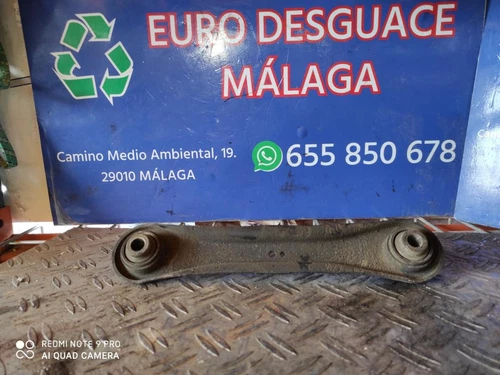 EURO DESGUACE
MÁLAGA
Camino Medio Ambiental, 19.
29010 MÁLAGA
655 850 678
REDMI NOTE 9 PRO
AI QUAD CAMERA